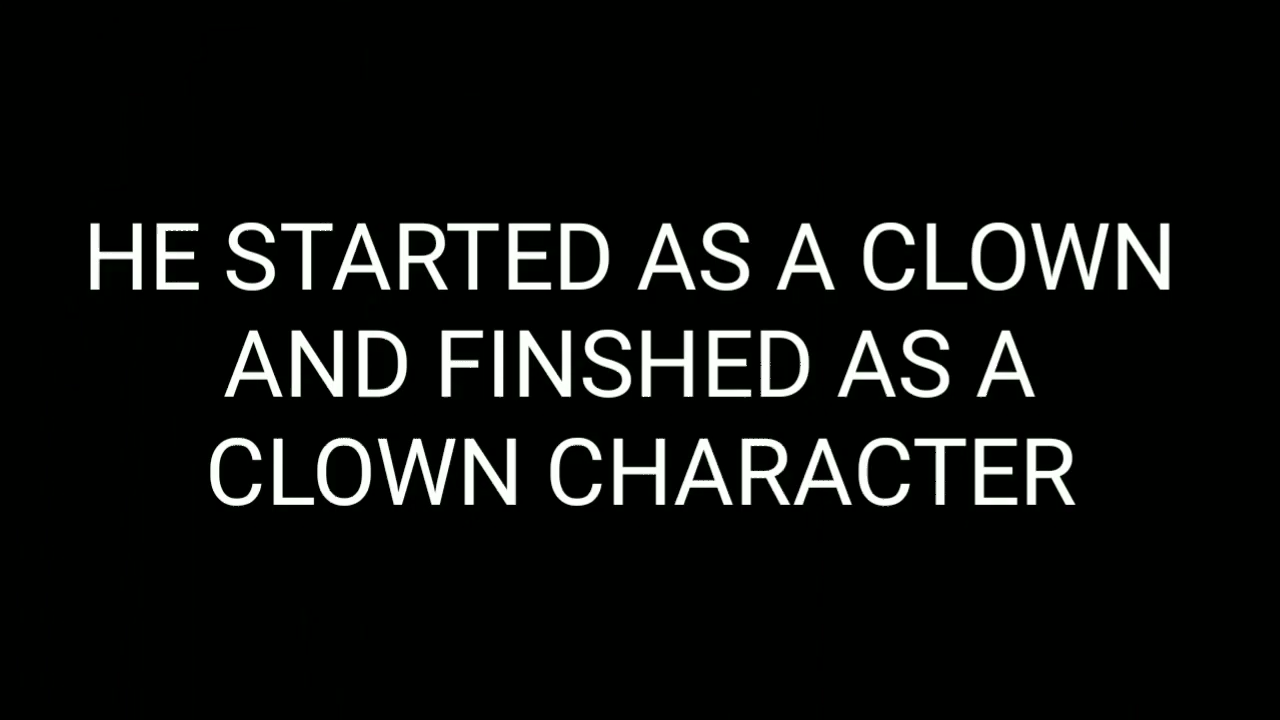 HE STARTED AS A CLOWN
AND FINSHED AS A
CLOWN CHARACTER